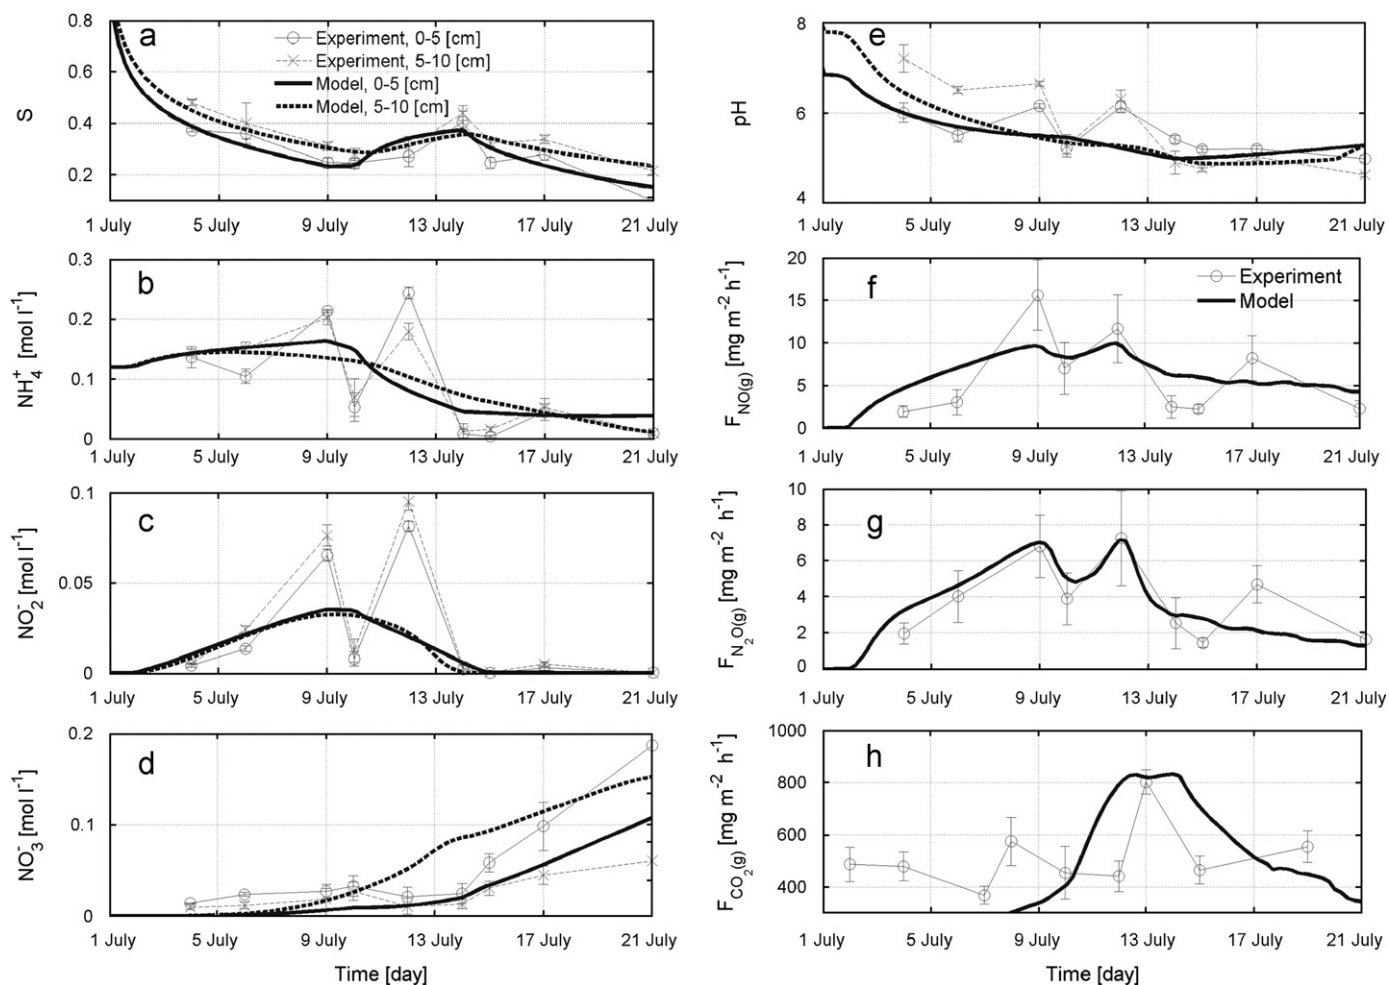 a
0.8
0.6
0.4
0.2
S
Experiment, 0-5 [cm]
Experiment, 5-10 [cm]
Model, 0-5 [cm]
Model, 5-10 [cm]
1 July 5 July 9 July 13 July 17 July 21 July
b
0.3
0.2
0.1
0
NH₄⁺ [mol l⁻¹]
1 July 5 July 9 July 13 July 17 July 21 July
c
0.1
0.05
0
NO₂⁻ [mol l⁻¹]
1 July 5 July 9 July 13 July 17 July 21 July
d
0.2
0.1
0
NO₃⁻ [mol l⁻¹]
1 July 5 July 9 July 13 July 17 July 21 July
Time [day]
e
8
6
4
pH
1 July 5 July 9 July 13 July 17 July 21 July
f
20
15
10
5
0
F_NO(g) [mg m⁻² h⁻¹]
Experiment
Model
1 July 5 July 9 July 13 July 17 July 21 July
g
10
8
6
4
2
0
F_N₂O(g) [mg m⁻² h⁻¹]
1 July 5 July 9 July 13 July 17 July 21 July
h
1000
800
600
400
F_CO₂(g) [mg m⁻² h⁻¹]
1 July 5 July 9 July 13 July 17 July 21 July
Time [day]